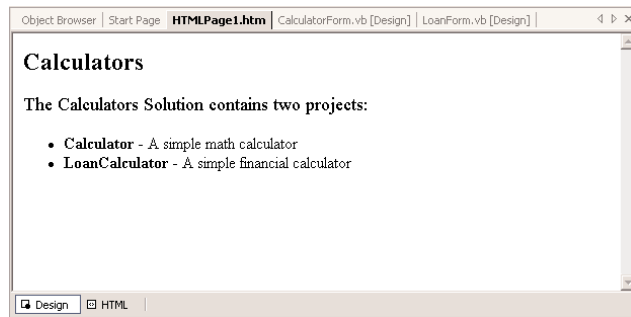 Object Browser | Start Page | HTMLPage1.htm | CalculatorForm.vb [Design] | LoanForm.vb [Design] |
Calculators
The Calculators Solution contains two projects:
• Calculator - A simple math calculator
• LoanCalculator - A simple financial calculator
Design HTML